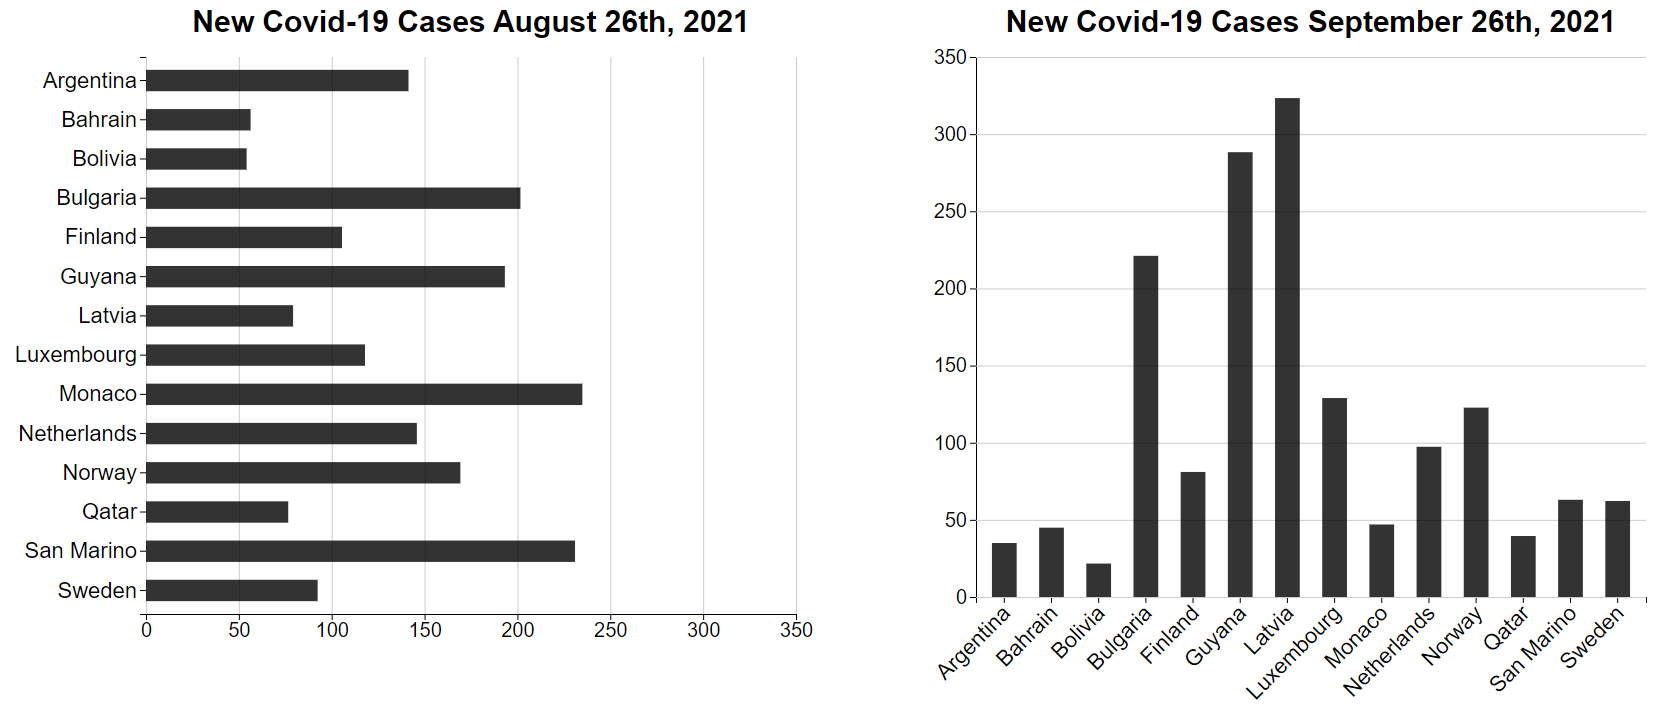 New Covid-19 Cases August 26th, 2021
Argentina
Bahrain
Bolivia
Bulgaria
Finland
Guyana
Latvia
Luxembourg
Monaco
Netherlands
Norway
Qatar
San Marino
Sweden
0 50 100 150 200 250 300 350
New Covid-19 Cases September 26th, 2021
350
300
250
200
150
100
50
0
Argentina
Bahrain
Bolivia
Bulgaria
Finland
Guyana
Latvia
Luxembourg
Monaco
Netherlands
Norway
Qatar
San Marino
Sweden